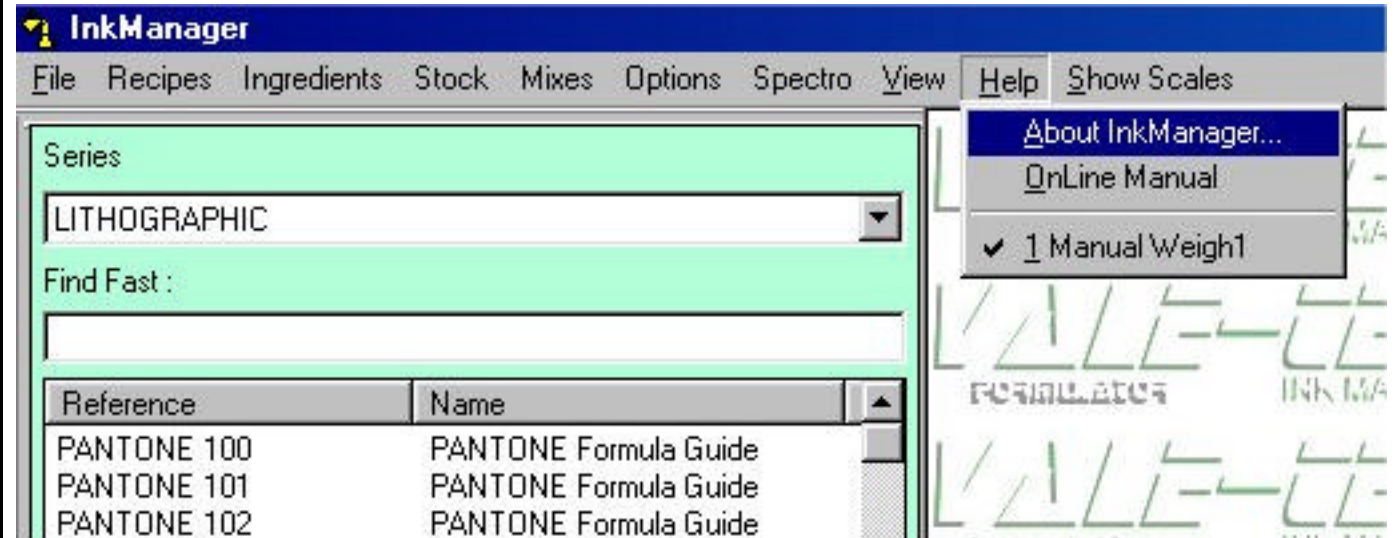 InkManager
File Recipes Ingredients Stock Mixes Options Spectro View Help Show Scales
About InkManager...
OnLine Manual
1 Manual Weigh1
Series
LITHOGRAPHIC
Find Fast :
Reference Name
PANTONE 100 PANTONE Formula Guide
PANTONE 101 PANTONE Formula Guide
PANTONE 102 PANTONE Formula Guide
FORMULATOR